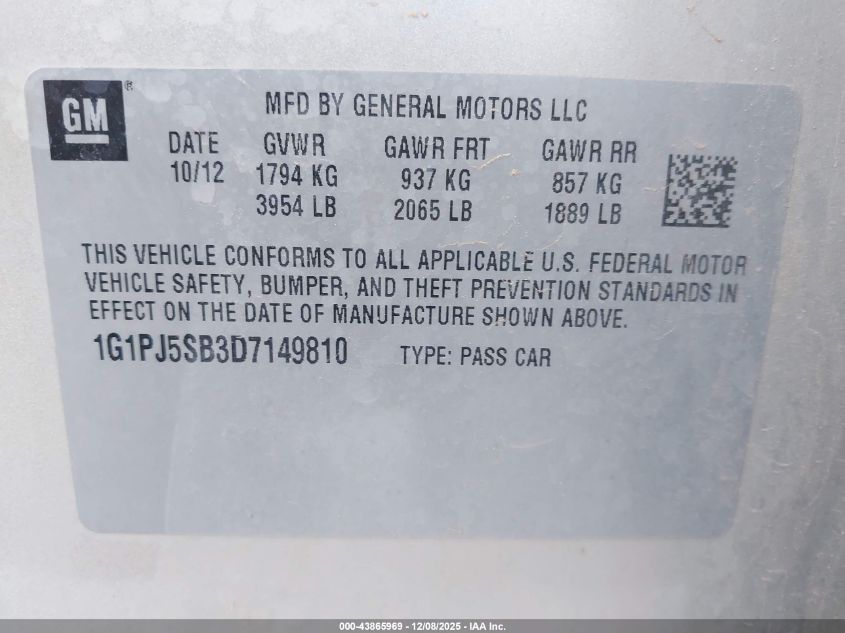 GM ®
MFD BY GENERAL MOTORS LLC
DATE GVWR GAWR FRT GAWR RR
10/12 1794 KG 937 KG 857 KG
3954 LB 2065 LB 1889 LB
THIS VEHICLE CONFORMS TO ALL APPLICABLE U.S. FEDERAL MOTOR
VEHICLE SAFETY, BUMPER, AND THEFT PREVENTION STANDARDS IN
EFFECT ON THE DATE OF MANUFACTURE SHOWN ABOVE.
1G1PJ5SB3D7149810 TYPE: PASS CAR
000-43865969 - 12/08/2025 - IAA Inc.